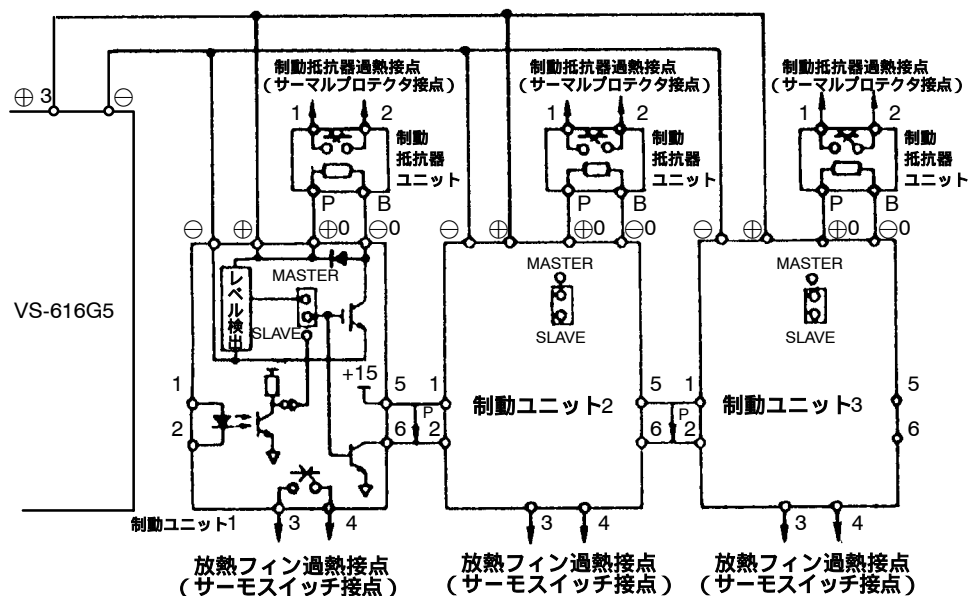 制動抵抗器過熱接点
（サーマルプロテクタ接点）
制動抵抗器過熱接点
（サーマルプロテクタ接点）
制動抵抗器過熱接点
（サーマルプロテクタ接点）
⊕ 3 ⊖
1 2
制動
抵抗器
ユニット
P B
1 2
制動
抵抗器
ユニット
P B
1 2
制動
抵抗器
ユニット
P B
⊖ ⊕ ⊕0 ⊖0
⊖ ⊕ ⊕0 ⊖0
⊖ ⊕ ⊕0 ⊖0
VS-616G5
レベル検出
MASTER
SLAVE
+15
1
2
5
6
3 4
制動ユニット1
P
MASTER
SLAVE
1
2
制動ユニット2
5
6
3 4
P
MASTER
SLAVE
1
2
制動ユニット3
5
6
3 4
放熱フィン過熱接点
（サーモスイッチ接点）
放熱フィン過熱接点
（サーモスイッチ接点）
放熱フィン過熱接点
（サーモスイッチ接点）